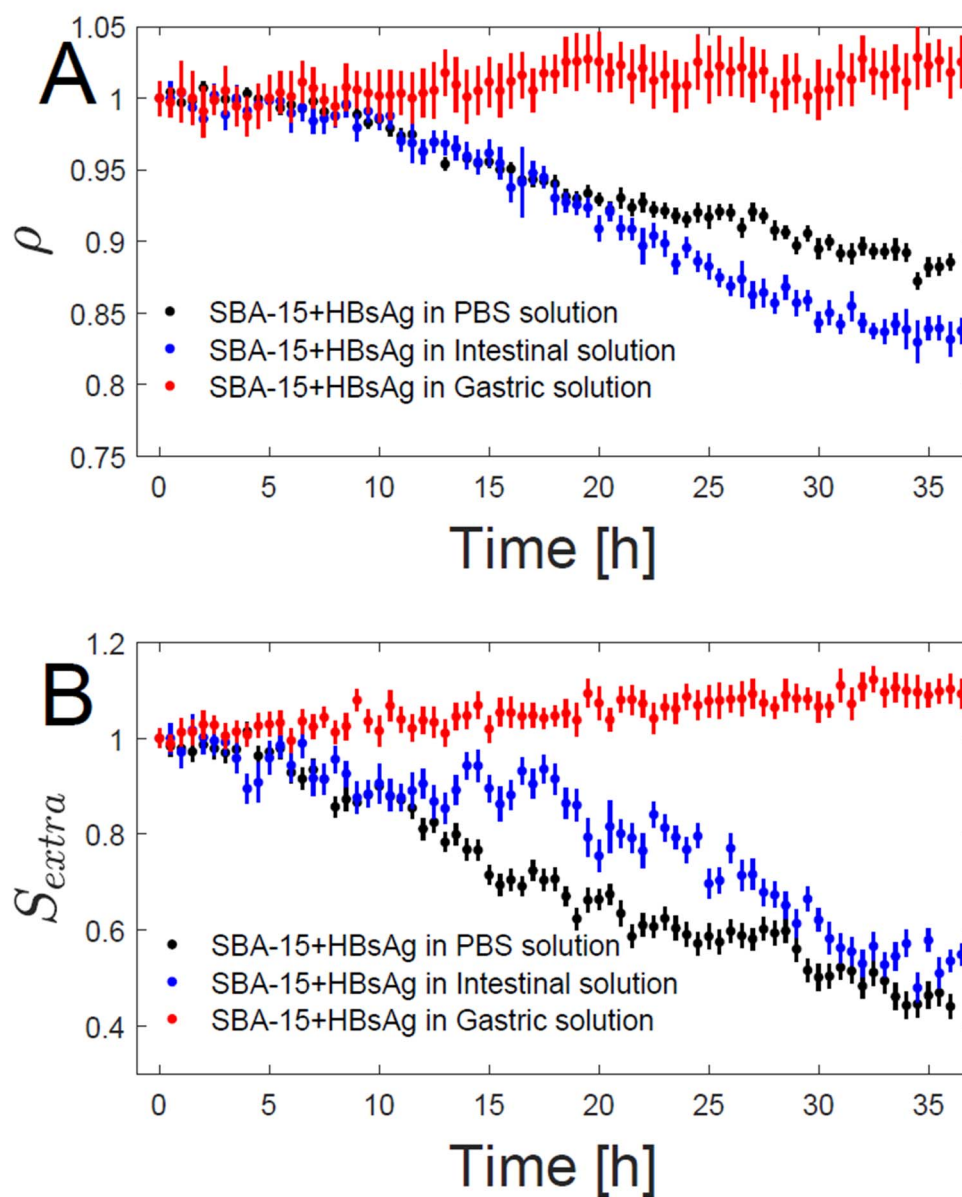 A
1.05
1
0.95
0.9
0.85
0.8
0.75
ρ
SBA-15+HBsAg in PBS solution
SBA-15+HBsAg in Intestinal solution
SBA-15+HBsAg in Gastric solution
0 5 10 15 20 25 30 35
Time [h]
B
1.2
1
0.8
0.6
0.4
S_extra
SBA-15+HBsAg in PBS solution
SBA-15+HBsAg in Intestinal solution
SBA-15+HBsAg in Gastric solution
0 5 10 15 20 25 30 35
Time [h]